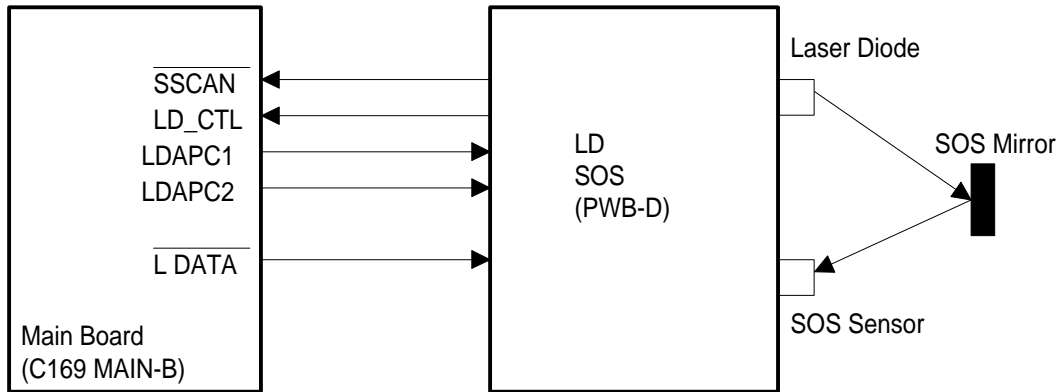 SSCAN
LD_CTL
LDAPC1
LDAPC2
L DATA
Main Board
(C169 MAIN-B)
LD
SOS
(PWB-D)
Laser Diode
SOS Mirror
SOS Sensor